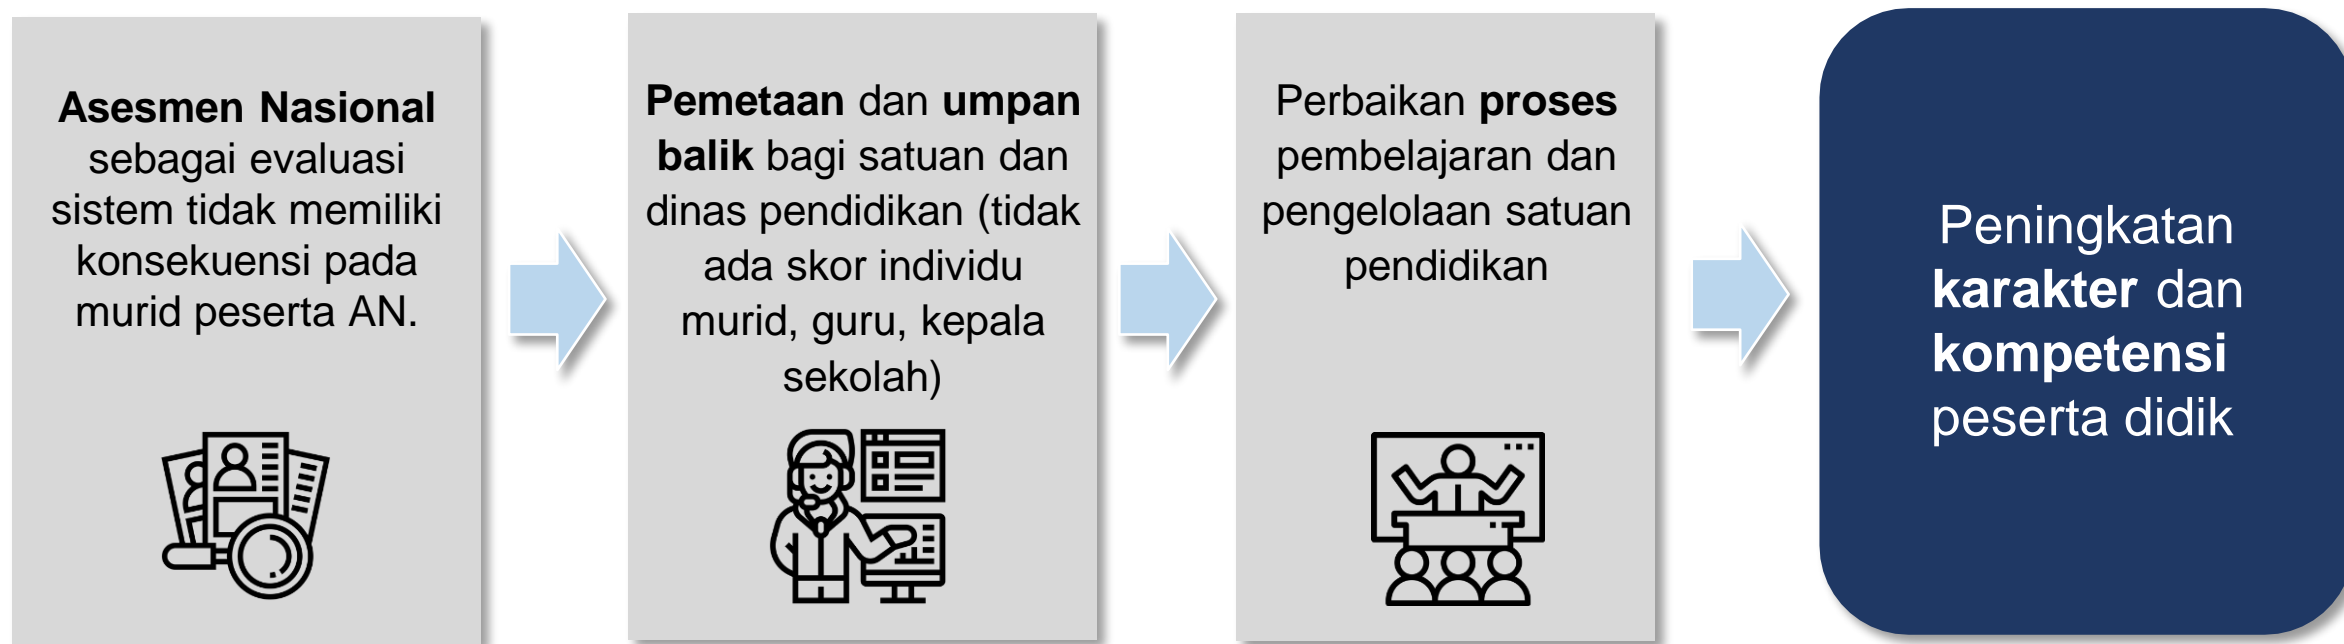 Asesmen Nasional
sebagai evaluasi
sistem tidak memiliki
konsekuensi pada
murid peserta AN.
Pemetaan dan umpan
balik bagi satuan dan
dinas pendidikan (tidak
ada skor individu
murid, guru, kepala
sekolah)
Perbaikan proses
pembelajaran dan
pengelolaan satuan
pendidikan
Peningkatan
karakter dan
kompetensi
peserta didik